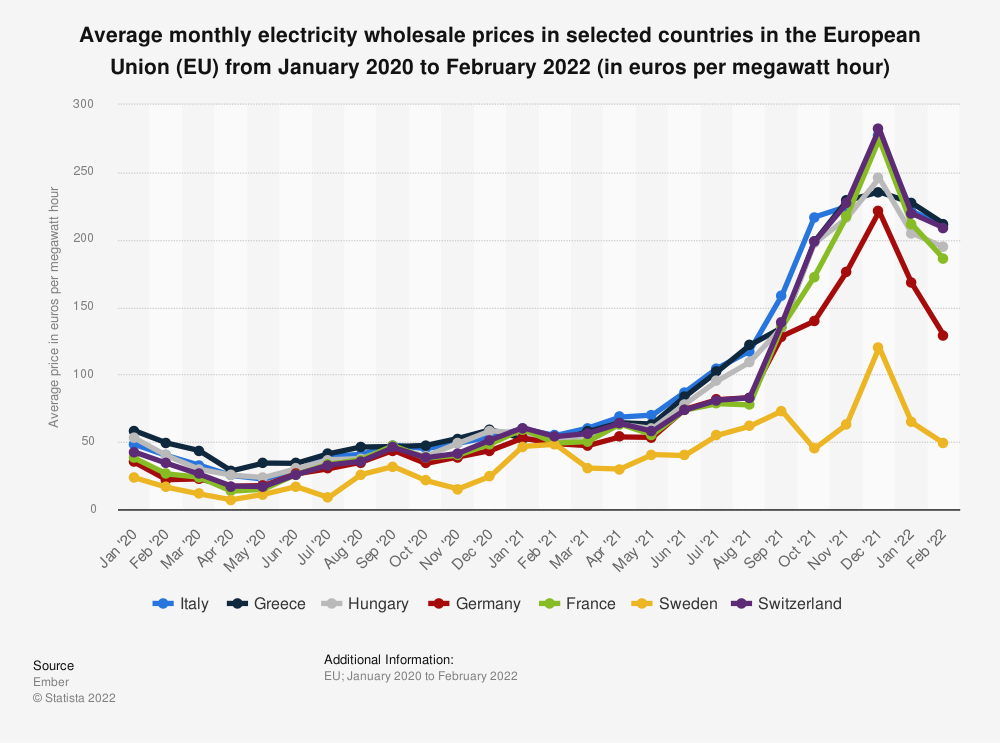 Average monthly electricity wholesale prices in selected countries in the European
Union (EU) from January 2020 to February 2022 (in euros per megawatt hour)
Average price in euros per megawatt hour
300
250
200
150
100
50
0
Jan '20
Feb '20
Mar '20
Apr '20
May '20
Jun '20
Jul '20
Aug '20
Sep '20
Oct '20
Nov '20
Dec '20
Jan '21
Feb '21
Mar '21
Apr '21
May '21
Jun '21
Jul '21
Aug '21
Sep '21
Oct '21
Nov '21
Dec '21
Jan '22
Feb '22
Italy Greece Hungary Germany France Sweden Switzerland
Source
Ember
© Statista 2022
Additional Information:
EU; January 2020 to February 2022